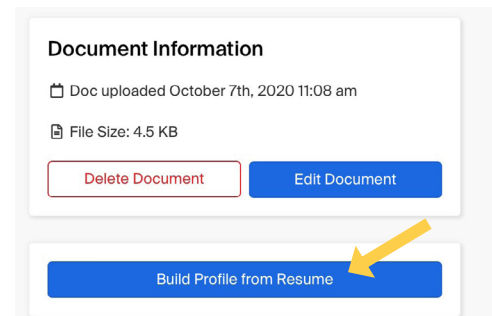 Document Information
Doc uploaded October 7th, 2020 11:08 am
File Size: 4.5 KB
Delete Document
Edit Document
Build Profile from Resume